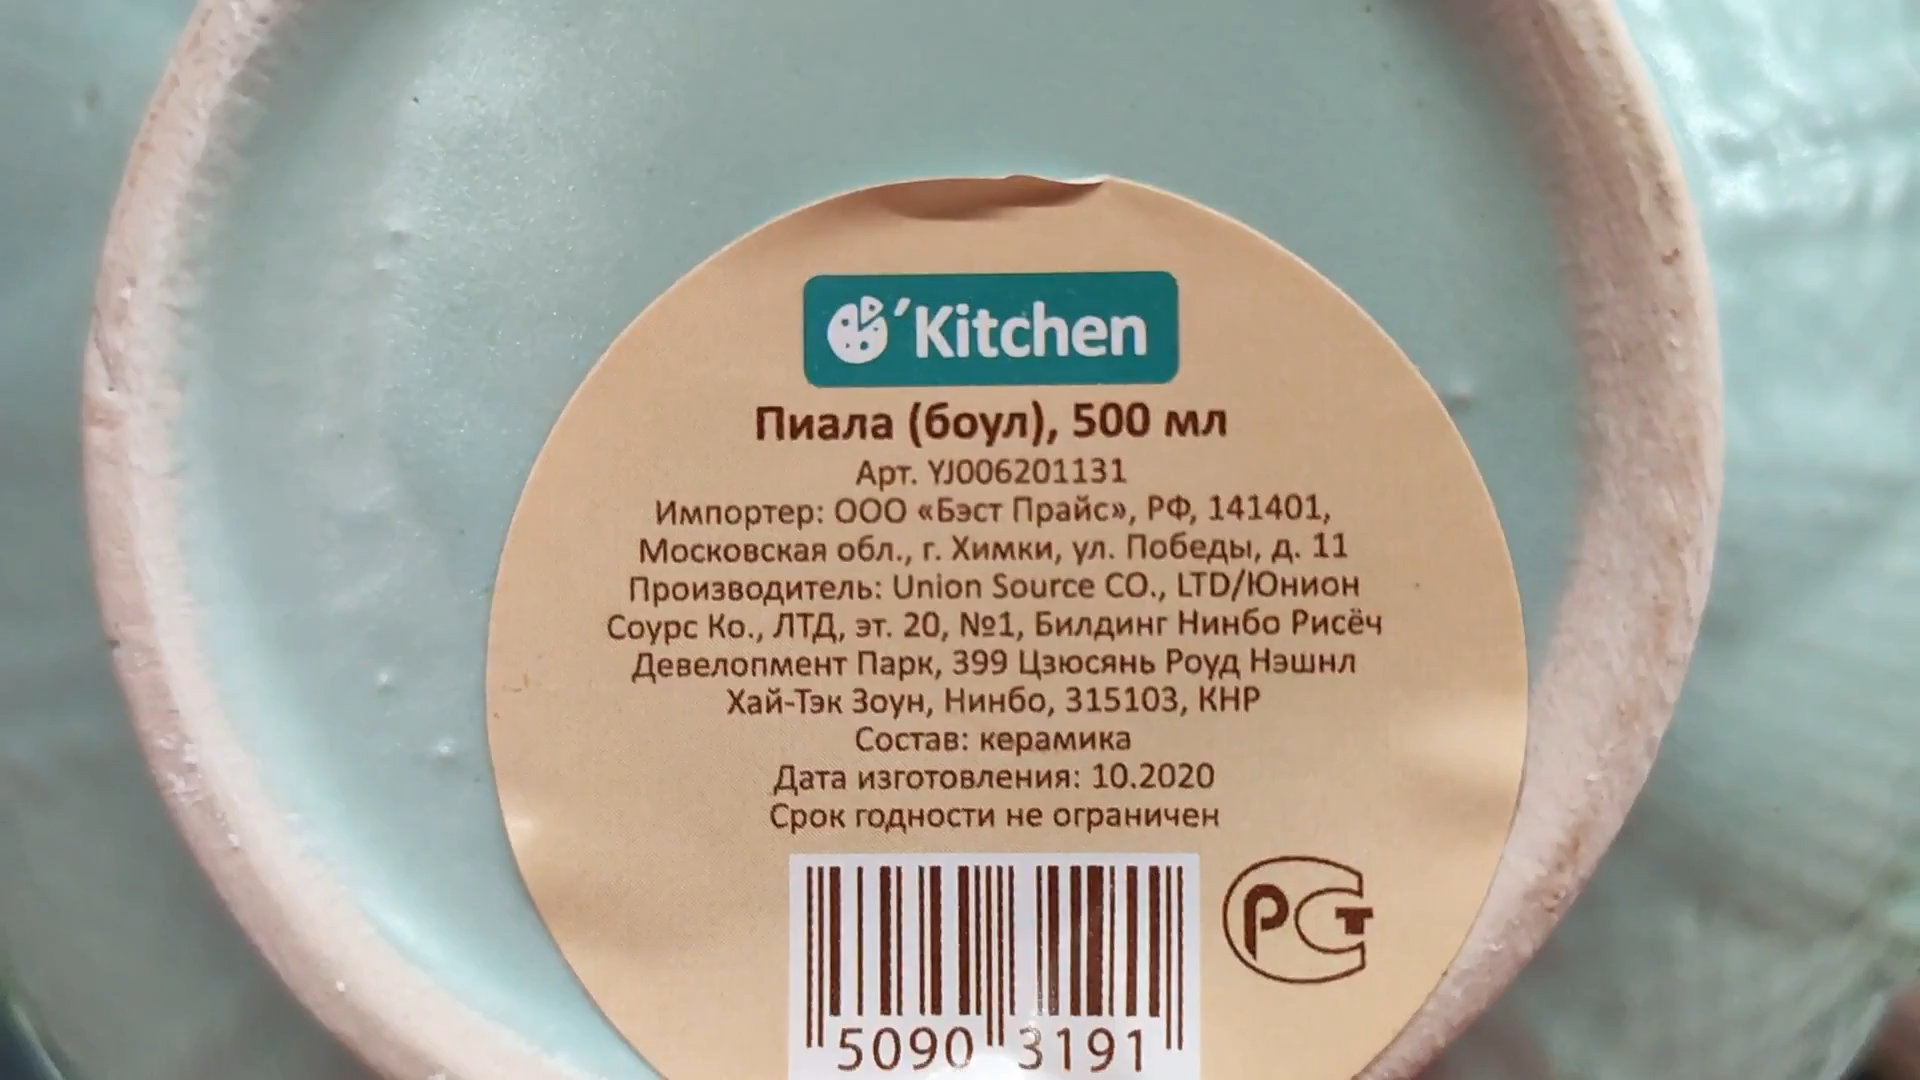 'Kitchen
Пиала (боул), 500 мл
Арт. YJ006201131
Импортер: ООО «Бэст Прайс», РФ, 141401,
Московская обл., г. Химки, ул. Победы, д. 11
Производитель: Union Source CO., LTD/Юнион
Соурс Ко., ЛТД, эт. 20, №1, Билдинг Нинбо Рисёч
Девелопмент Парк, 399 Цзюсянь Роуд Нэшнл
Хай-Тэк Зоун, Нинбо, 315103, КНР
Состав: керамика
Дата изготовления: 10.2020
Срок годности не ограничен
РСТ
5090 3191